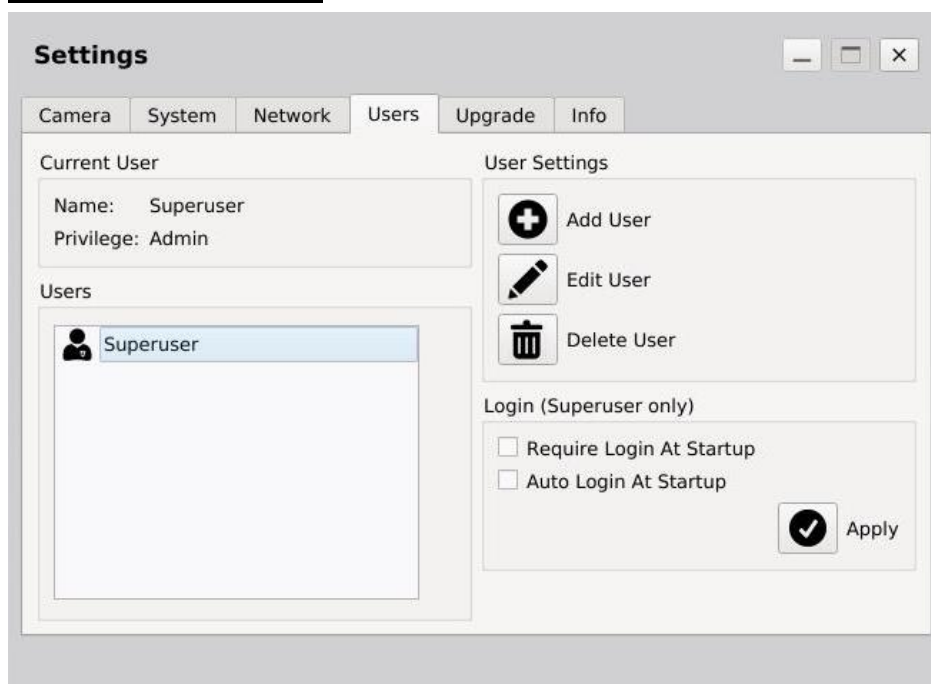 Settings
Camera System Network Users Upgrade Info
Current User
Name: Superuser
Privilege: Admin
Users
Superuser
User Settings
Add User
Edit User
Delete User
Login (Superuser only)
Require Login At Startup
Auto Login At Startup
Apply